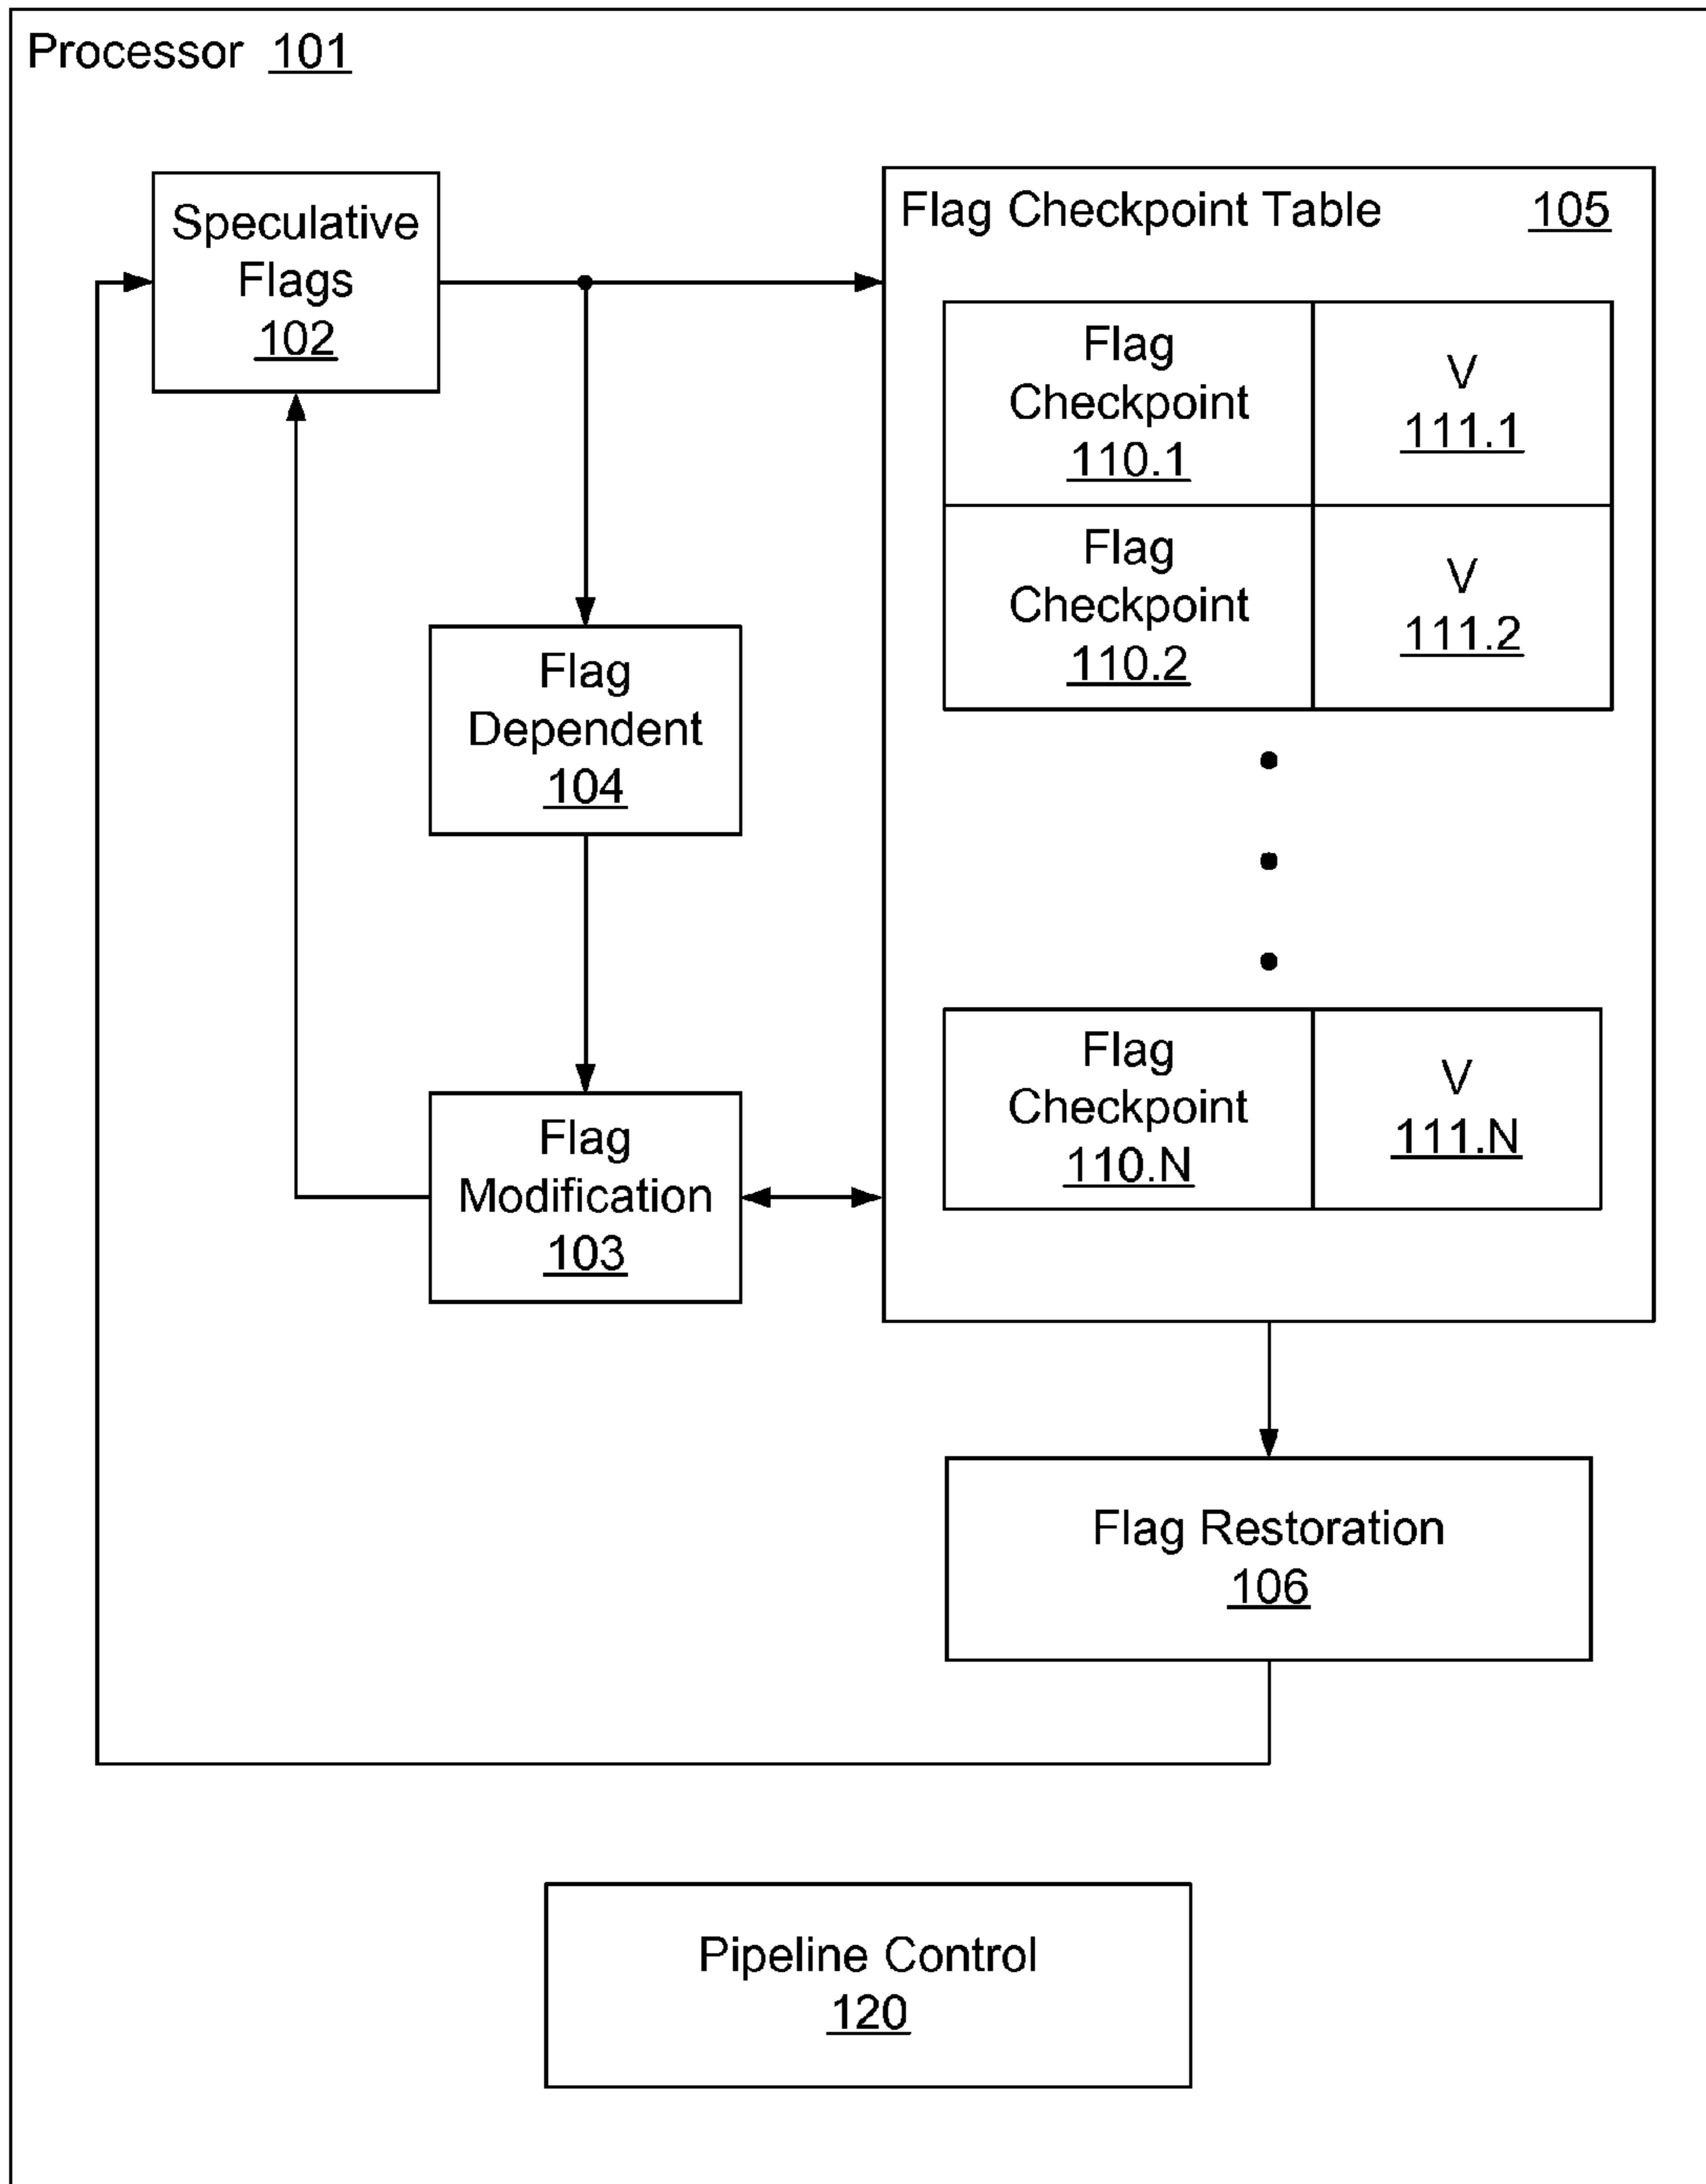 Processor 101
Speculative
Flags
102
Flag Checkpoint Table 105
Flag
Checkpoint
110.1
V
111.1
Flag
Checkpoint
110.2
V
111.2
Flag
Dependent
104
Flag
Checkpoint
110.N
V
111.N
Flag
Modification
103
Flag Restoration
106
Pipeline Control
120